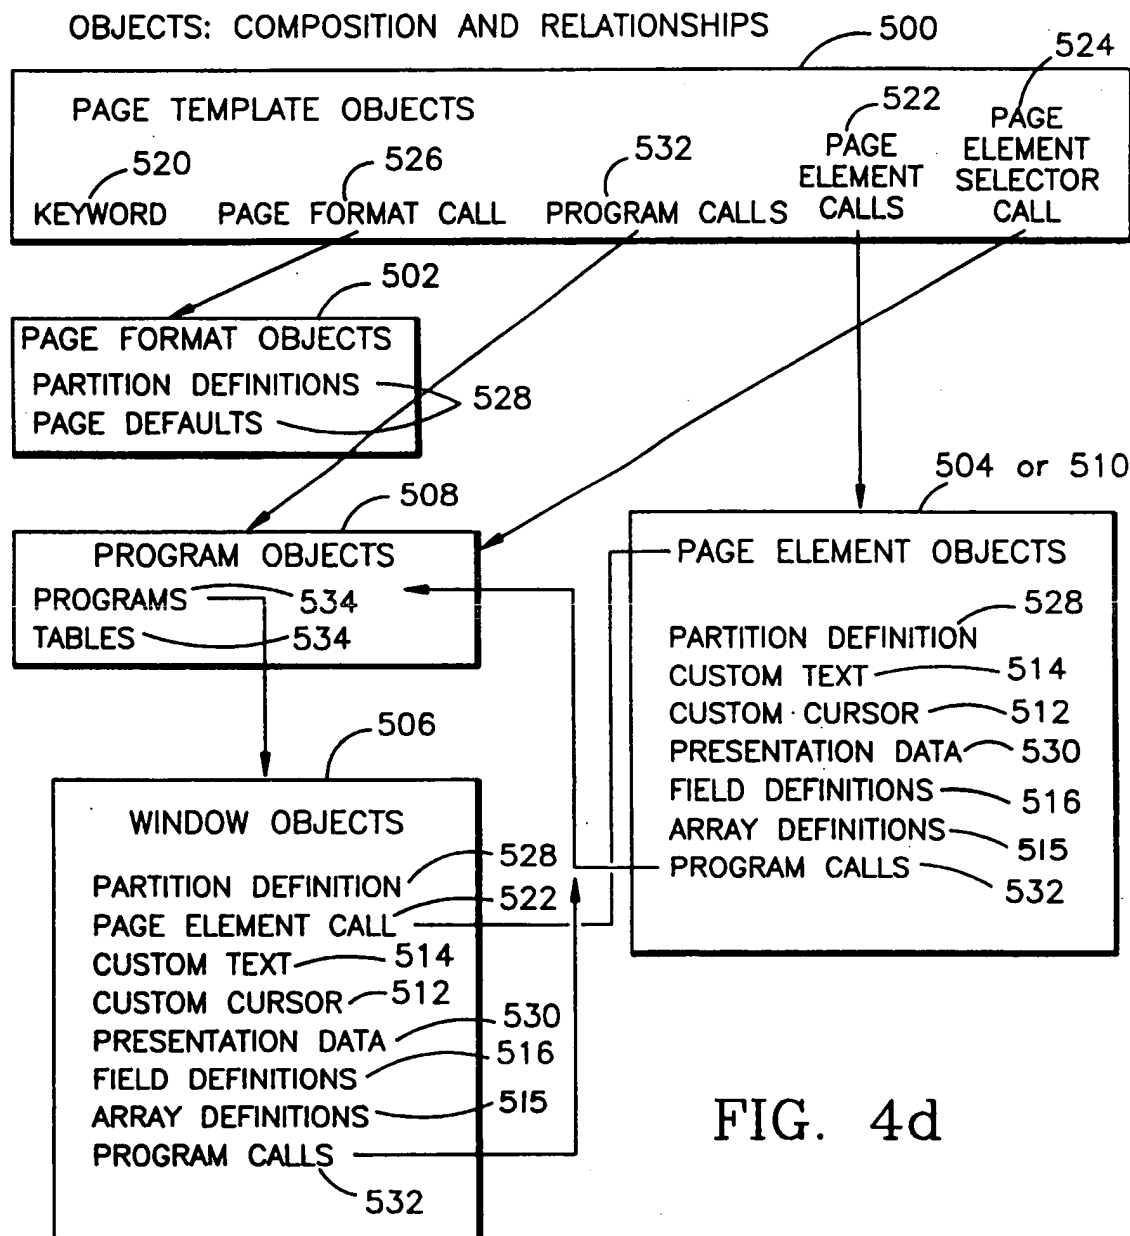 OBJECTS: COMPOSITION AND RELATIONSHIPS
500
524
PAGE TEMPLATE OBJECTS
522
PAGE
ELEMENT
SELECTOR
CALL
PAGE
ELEMENT
CALLS
520
526
532
KEYWORD
PAGE FORMAT CALL
PROGRAM CALLS
502
PAGE FORMAT OBJECTS
PARTITION DEFINITIONS
PAGE DEFAULTS
528
504 or 510
508
PROGRAM OBJECTS
PROGRAMS 534
TABLES 534
PAGE ELEMENT OBJECTS
528
PARTITION DEFINITION
CUSTOM TEXT 514
CUSTOM CURSOR 512
PRESENTATION DATA 530
FIELD DEFINITIONS 516
ARRAY DEFINITIONS 515
PROGRAM CALLS 532
506
WINDOW OBJECTS
PARTITION DEFINITION 528
PAGE ELEMENT CALL 522
CUSTOM TEXT 514
CUSTOM CURSOR 512
PRESENTATION DATA 530
FIELD DEFINITIONS 516
ARRAY DEFINITIONS 515
PROGRAM CALLS
532
FIG. 4d